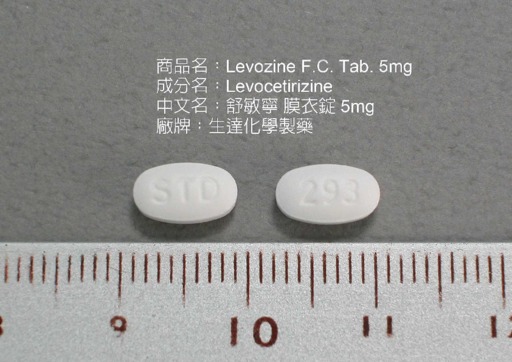 商品名：Levozine F.C. Tab. 5mg
成分名：Levocetirizine
中文名：舒敏寧 膜衣錠 5mg
廠牌：生達化學製藥
STD 293
9 10 11